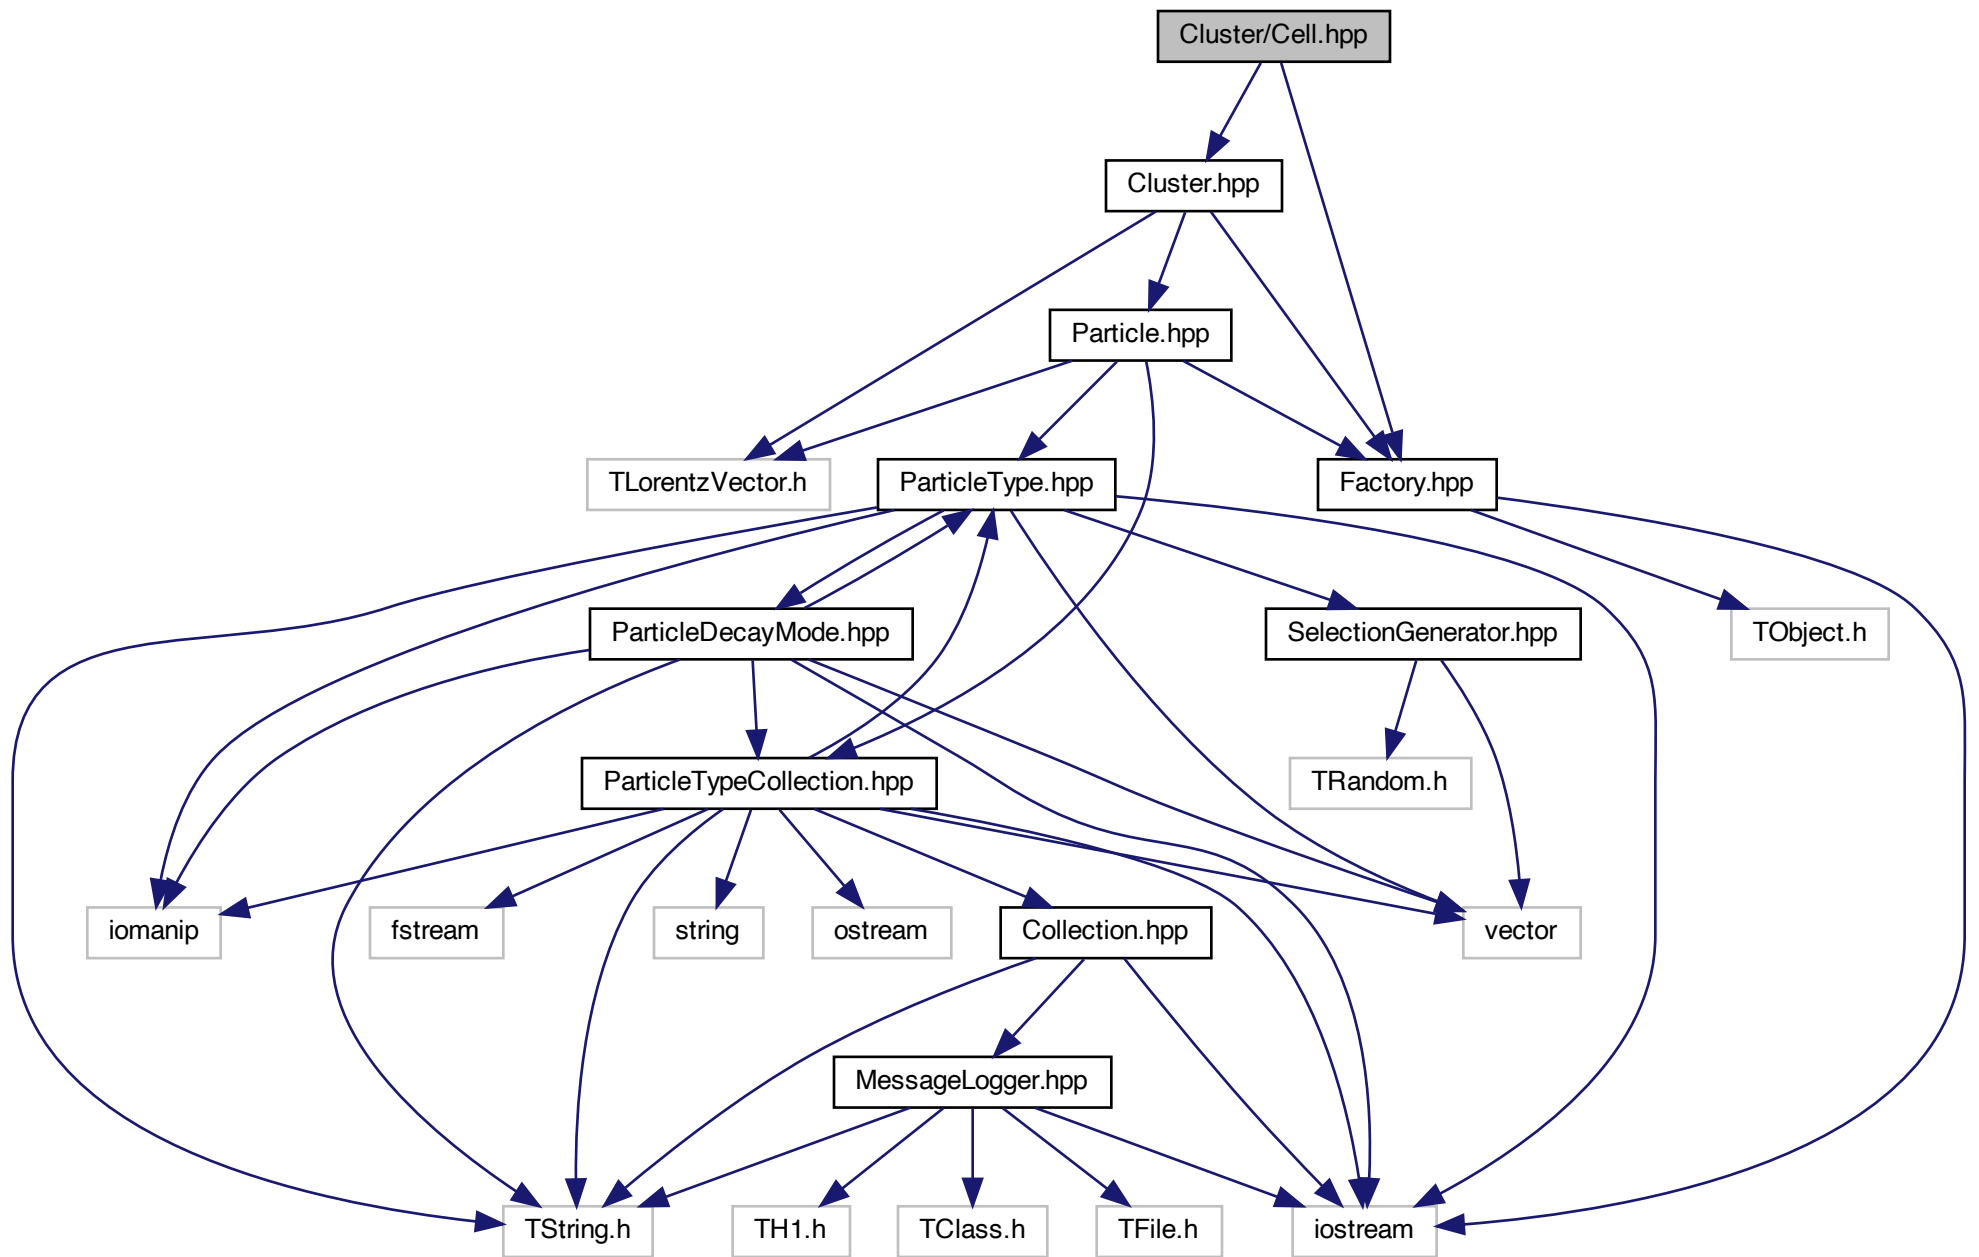 Cluster/Cell.hpp
Cluster.hpp
Particle.hpp
TLorentzVector.h
ParticleType.hpp
Factory.hpp
ParticleDecayMode.hpp
SelectionGenerator.hpp
TObject.h
ParticleTypeCollection.hpp
TRandom.h
iomanip
fstream
string
ostream
Collection.hpp
vector
MessageLogger.hpp
TString.h
TH1.h
TClass.h
TFile.h
iostream